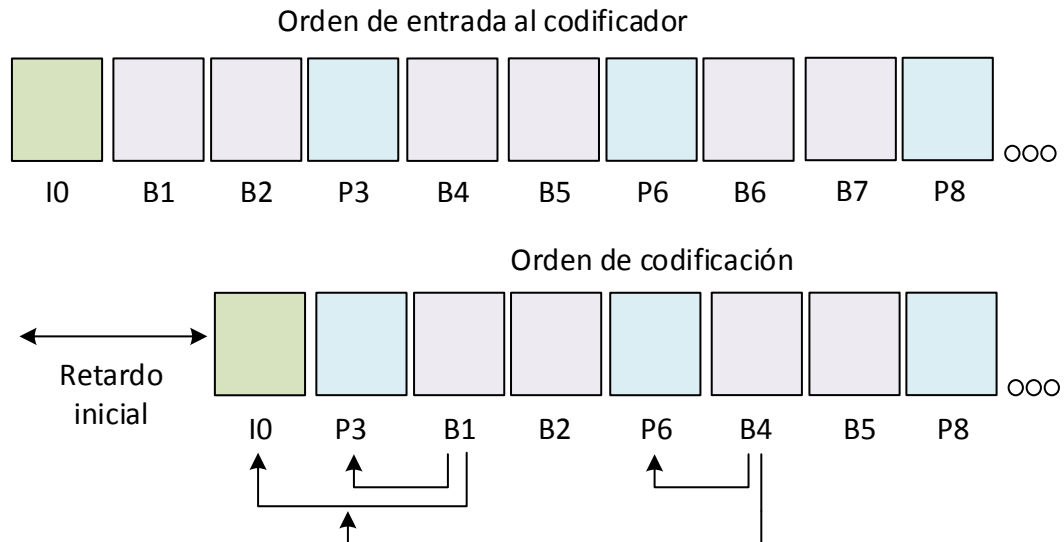 Orden de entrada al codificador
I0 B1 B2 P3 B4 B5 P6 B6 B7 P8
Orden de codificación
Retardo
inicial
I0 P3 B1 B2 P6 B4 B5 P8